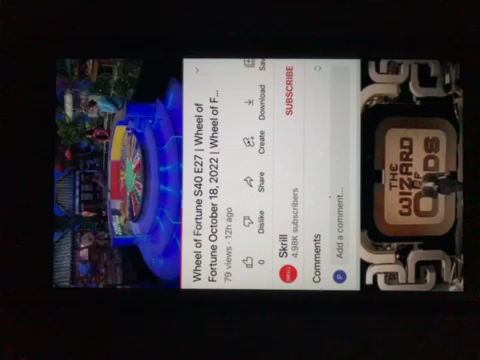 Wheel of Fortune S40 E27 | Wheel of
Fortune October 18, 2022 | Wheel of F...
79 views · 12h ago
0
Dislike
Share
Create
Download
Skrill
4.98K subscribers
SUBSCRIBE
Comments
P
Add a comment...
THE
WIZARD
OF
ODDS